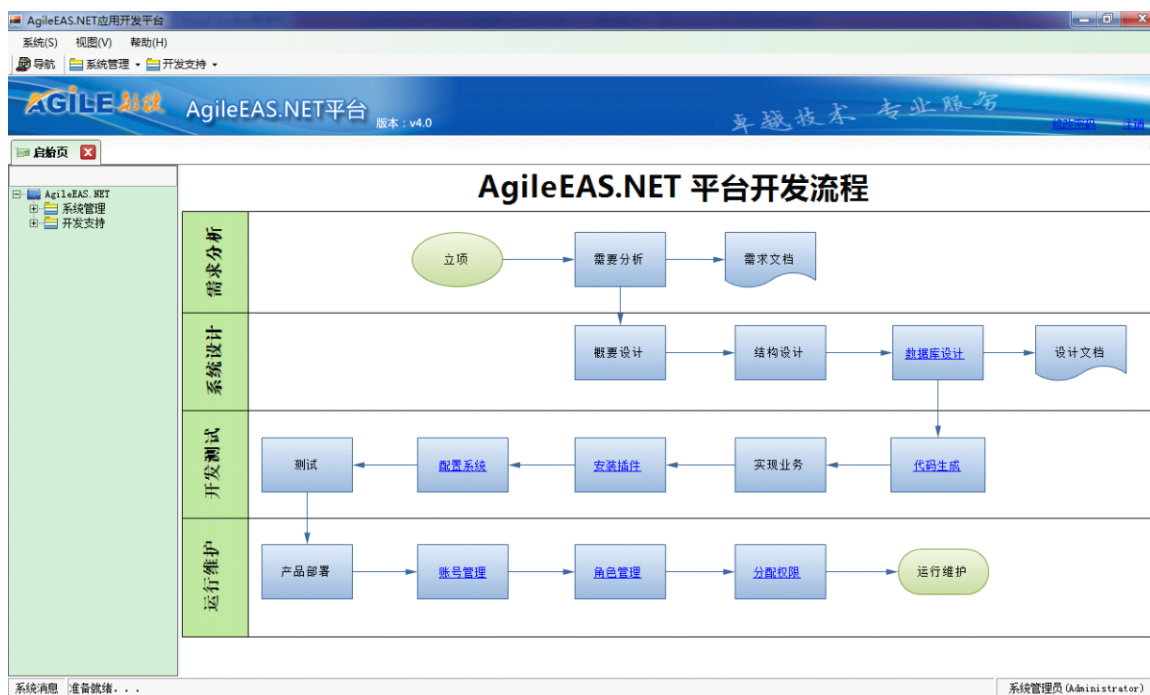 AgileEAS.NET应用开发平台
系统(S) 视图(V) 帮助(H)
导航 系统管理 开发支持
AGILE 敏捷 AgileEAS.NET平台 版本：v4.0 卓越技术 专业服务
修改密码 注销
启始页
AgileEAS.NET
系统管理
开发支持
AgileEAS.NET 平台开发流程
需求分析
立项 需要分析 需求文档
系统设计
概要设计 结构设计 数据库设计 设计文档
开发测试
测试 配置系统 安装插件 实现业务 代码生成
运行维护
产品部署 账号管理 角色管理 分配权限 运行维护
系统消息 准备就绪...
系统管理员(Administrator)